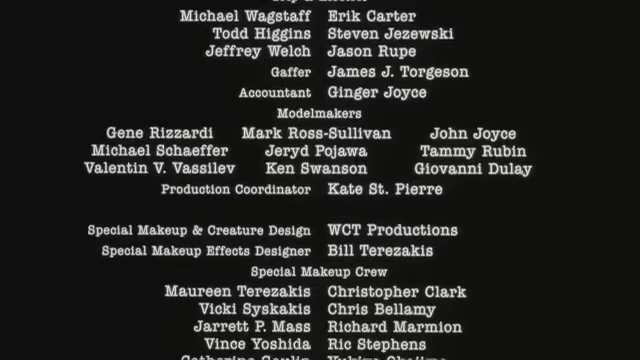 Michael Wagstaff Erik Carter
Todd Higgins Steven Jezewski
Jeffrey Welch Jason Rupe
Gaffer James J. Torgeson
Accountant Ginger Joyce
Modelmakers
Gene Rizzardi Mark Ross-Sullivan John Joyce
Michael Schaeffer Jeryd Pojawa Tammy Rubin
Valentin V. Vassilev Ken Swanson Giovanni Dulay
Production Coordinator Kate St. Pierre
Special Makeup & Creature Design WCT Productions
Special Makeup Effects Designer Bill Terezakis
Special Makeup Crew
Maureen Terezakis Christopher Clark
Vicki Syskakis Chris Bellamy
Jarrett P. Mass Richard Marmion
Vince Yoshida Ric Stephens